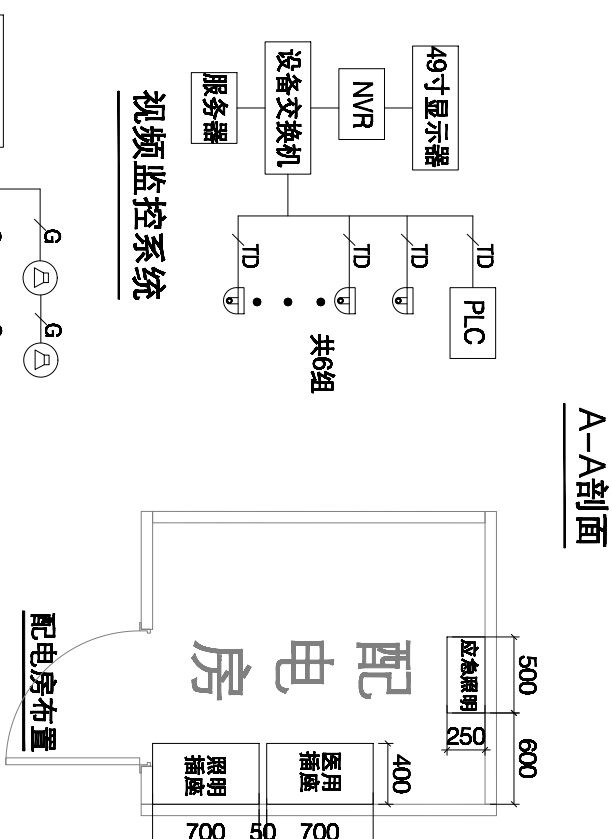 49寸显示器
NVR
设备交换机
服务器
视频监控系统
TD
TD
TD
TD
PLC
共6组
G
G
A-A剖面
配电房
应急照明
500
600
250
400
医用
插座
照明
插座
700
50
700
配电房布置